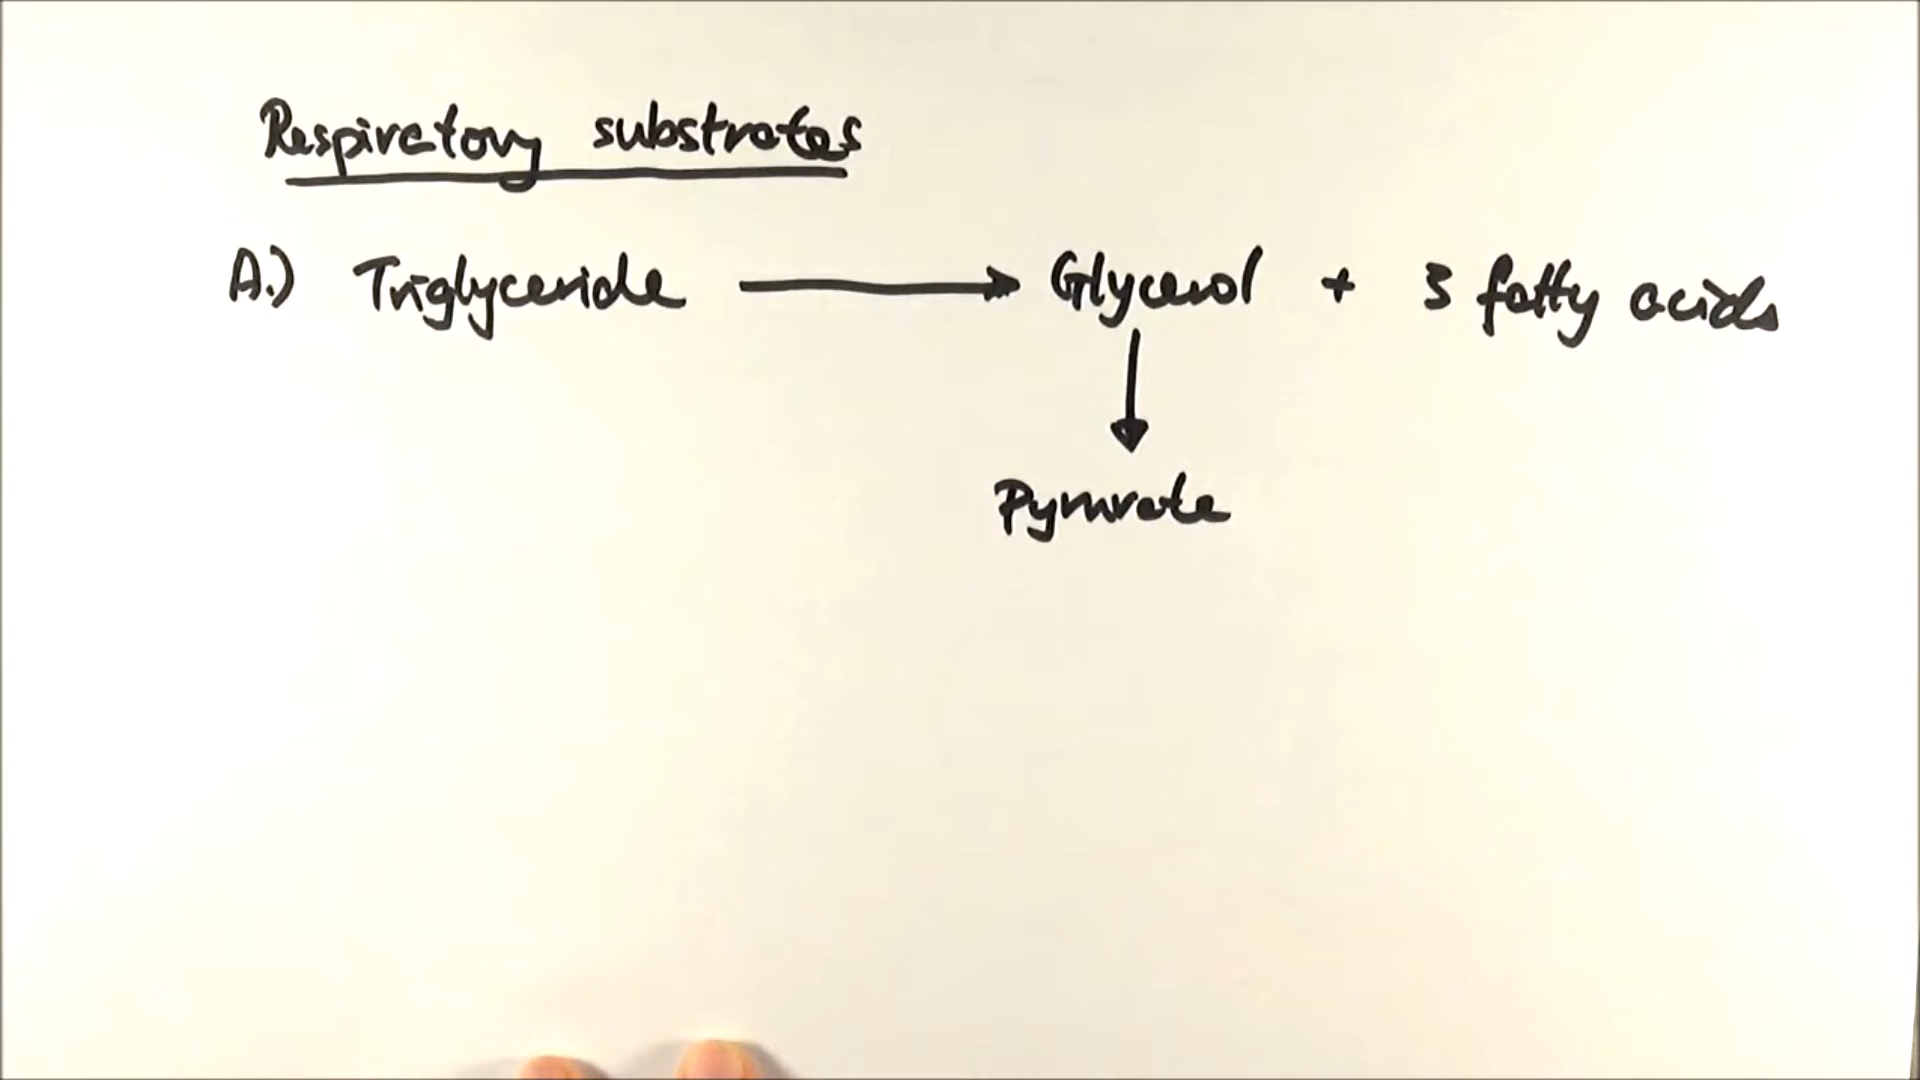 Respiratory substrates
A.) Triglyceride → Glycerol + 3 fatty acids
Pyruvate